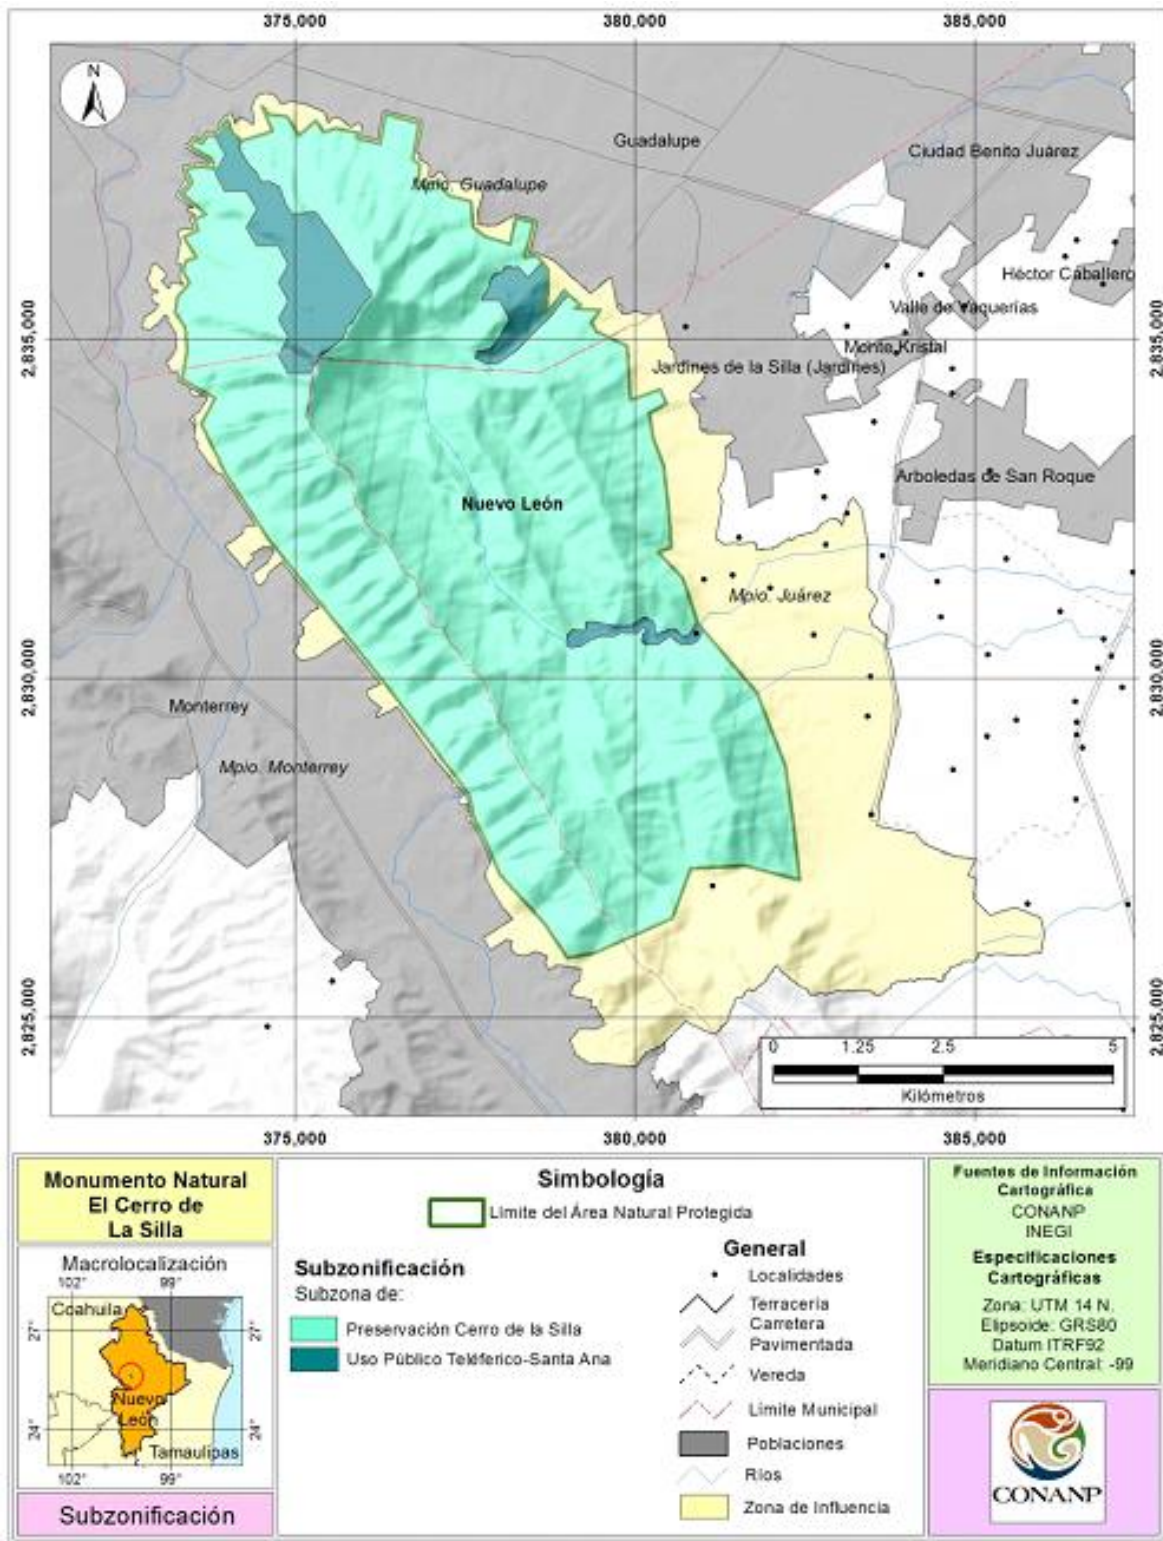 375,000
380,000
385,000
N
Guadalupe
Ciudad Benito Juárez
Mpio. Guadalupe
Héctor Caballero
Valle de Vaquerías
2,835,000
2,835,000
Monte Kristal
Jardines de la Silla (Jardines)
Arboledas de San Roque
Nuevo León
Mpio. Juárez
2,830,000
2,830,000
Monterrey
Mpio. Monterrey
2,825,000
2,825,000
0 1.25 2.5 5
Kilómetros
375,000
380,000
385,000
Monumento Natural
El Cerro de
La Silla
Macrolocalización
102° 99°
Coahuila
27° 27°
Nuevo
León
24° 24°
Tamaulipas
102° 99°
Subzonificación
Simbología
Límite del Área Natural Protegida
Subzonificación
Subzona de:
Preservación Cerro de la Silla
Uso Público Teléferico-Santa Ana
General
Localidades
Terracería
Carretera
Pavimentada
Vereda
Límite Municipal
Poblaciones
Ríos
Zona de Influencia
Fuentes de Información
Cartográfica
CONANP
INEGI
Especificaciones
Cartográficas
Zona: UTM 14 N.
Elipsoide: GRS80
Datum ITRF92
Meridiano Central: -99
CONANP